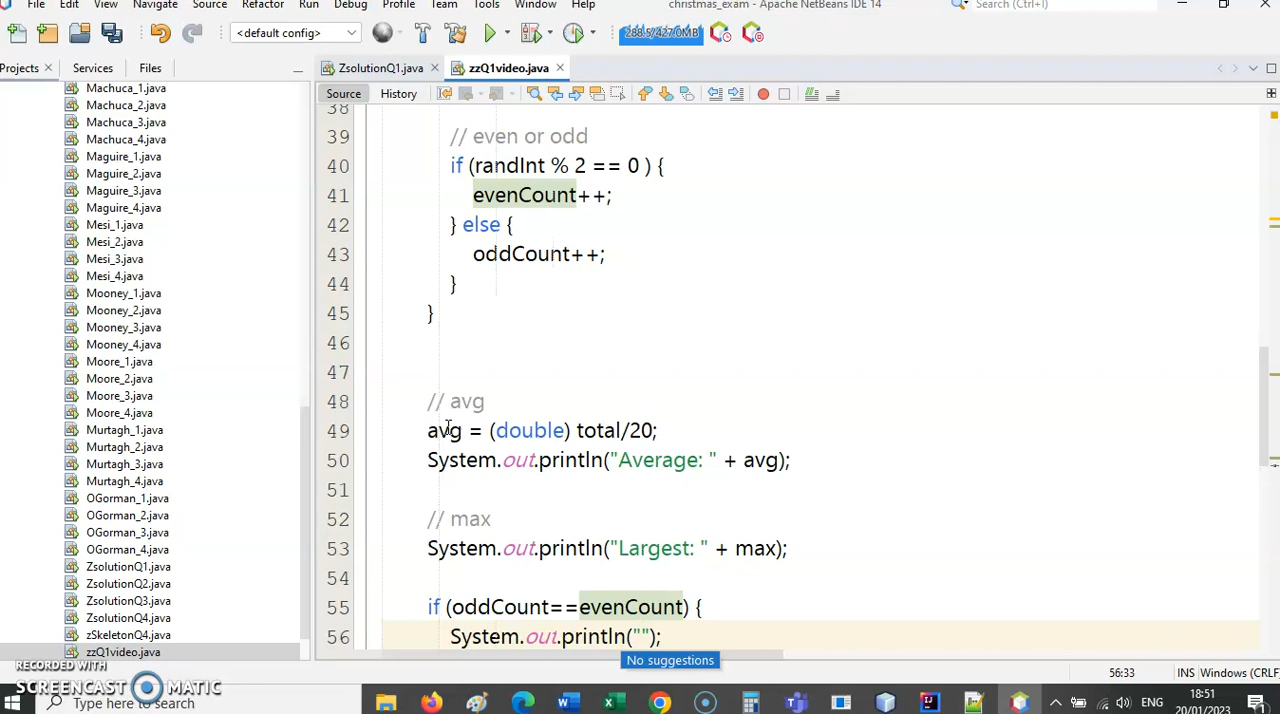 File Edit View Navigate Source Refactor Run Debug Profile Team Tools Window Help
christmas_exam - Apache NetBeans IDE 14
Search (Ctrl+I)
<default config>
288.5/427.0MB
Projects Services Files
ZsolutionQ1.java zzQ1video.java
Source History
Machuca_1.java
Machuca_2.java
Machuca_3.java
Machuca_4.java
Maguire_1.java
Maguire_2.java
Maguire_3.java
Maguire_4.java
Mesi_1.java
Mesi_2.java
Mesi_3.java
Mesi_4.java
Mooney_1.java
Mooney_2.java
Mooney_3.java
Mooney_4.java
Moore_1.java
Moore_2.java
Moore_3.java
Moore_4.java
Murtagh_1.java
Murtagh_2.java
Murtagh_3.java
Murtagh_4.java
OGorman_1.java
OGorman_2.java
OGorman_3.java
OGorman_4.java
ZsolutionQ1.java
ZsolutionQ2.java
ZsolutionQ3.java
ZsolutionQ4.java
zSkeletonQ4.java
zzQ1video.java
38
39 // even or odd
40 if (randInt % 2 == 0 ) {
41 evenCount++;
42 } else {
43 oddCount++;
44 }
45 }
46
47
48 // avg
49 avg = (double) total/20;
50 System.out.println("Average: " + avg);
51
52 // max
53 System.out.println("Largest: " + max);
54
55 if (oddCount==evenCount) {
56 System.out.println("");
No suggestions
56:33 INS Windows (CRLF
RECORDED WITH
SCREENCAST MATIC
Type here to search
ENG
18:51
20/01/2023